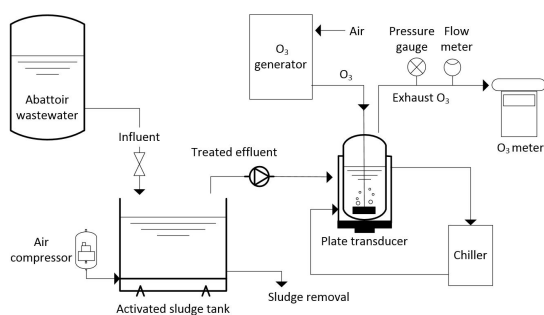 O3
generator
Air
Pressure
gauge
Flow
meter
O3
Exhaust O3
O3 meter
Abattoir
wastewater
Influent
Treated effluent
Plate transducer
Chiller
Air
compressor
Sludge removal
Activated sludge tank